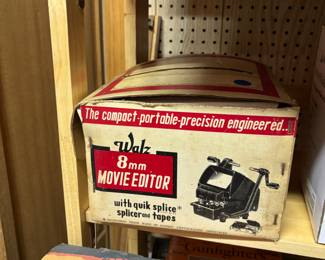 The compact-portable-precision engineered...
Walz
8mm
MOVIE EDITOR
with quik splice
splicer and tapes